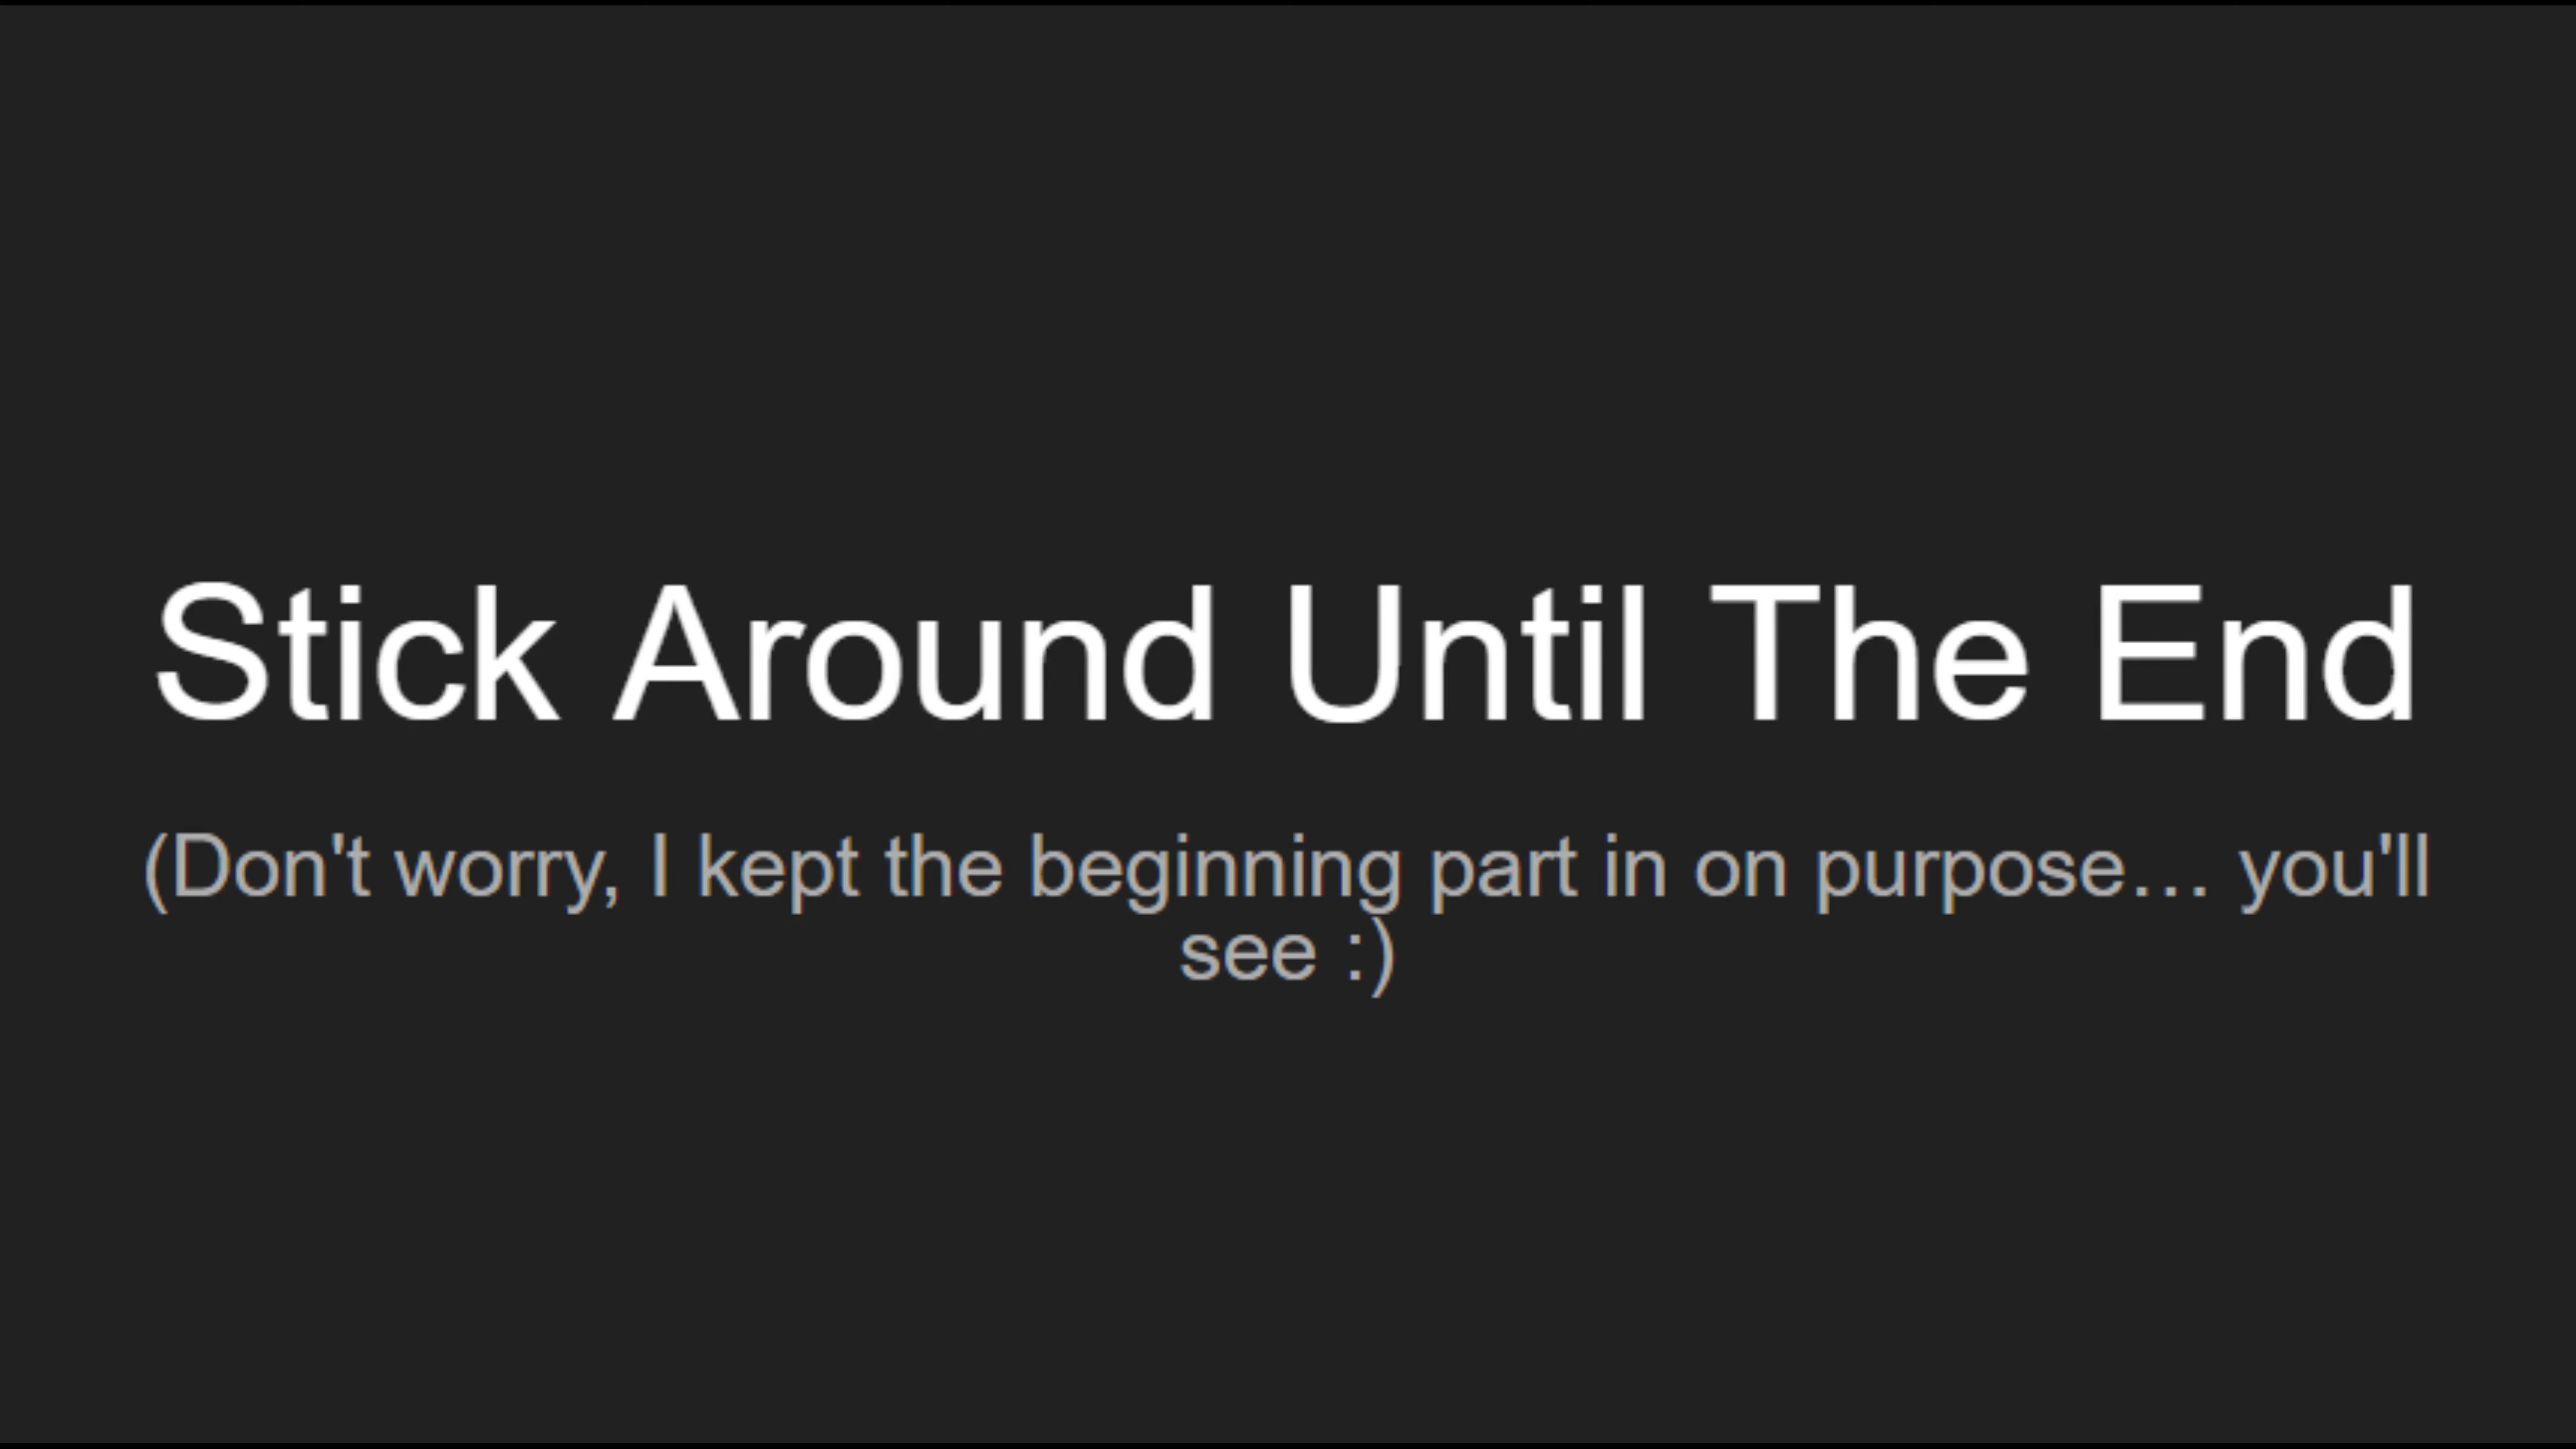 Stick Around Until The End
(Don't worry, I kept the beginning part in on purpose… you'll
see :)